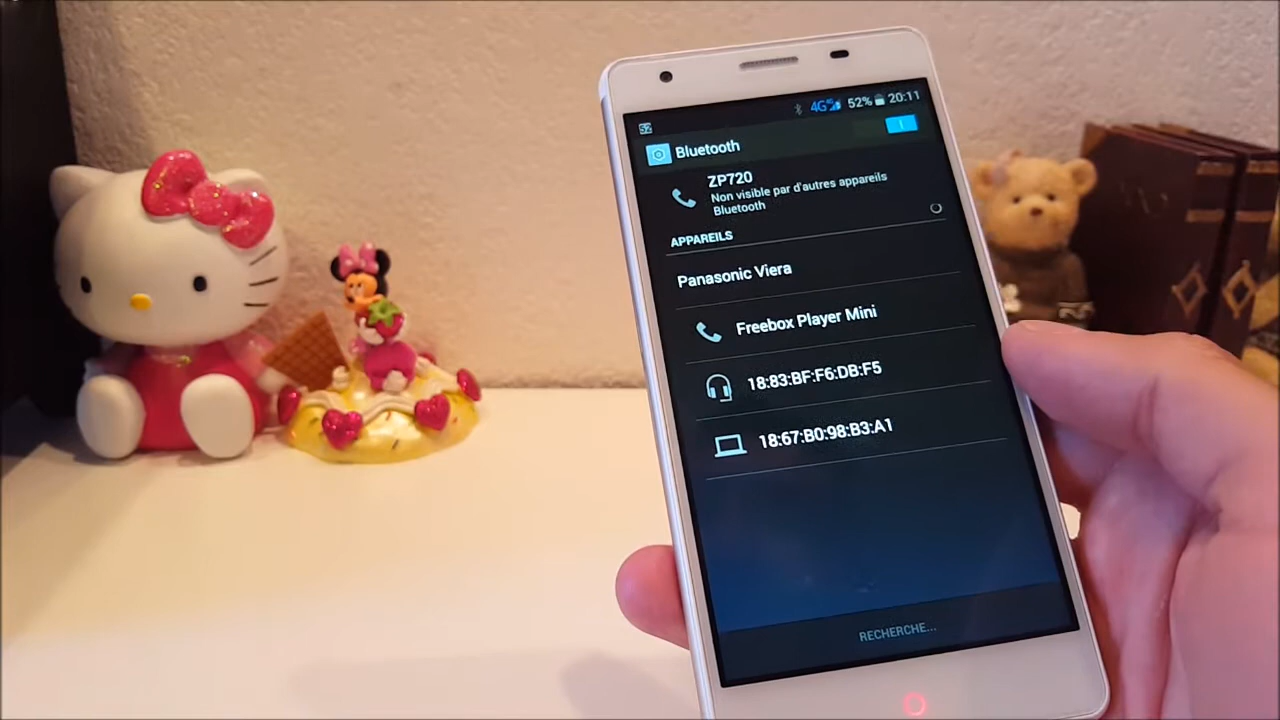 4G 52% 20:11
Bluetooth
ZP720
Non visible par d'autres appareils
Bluetooth
APPAREILS
Panasonic Viera
Freebox Player Mini
18:83:BF:F6:DB:F5
18:67:B0:98:B3:A1
RECHERCHE...